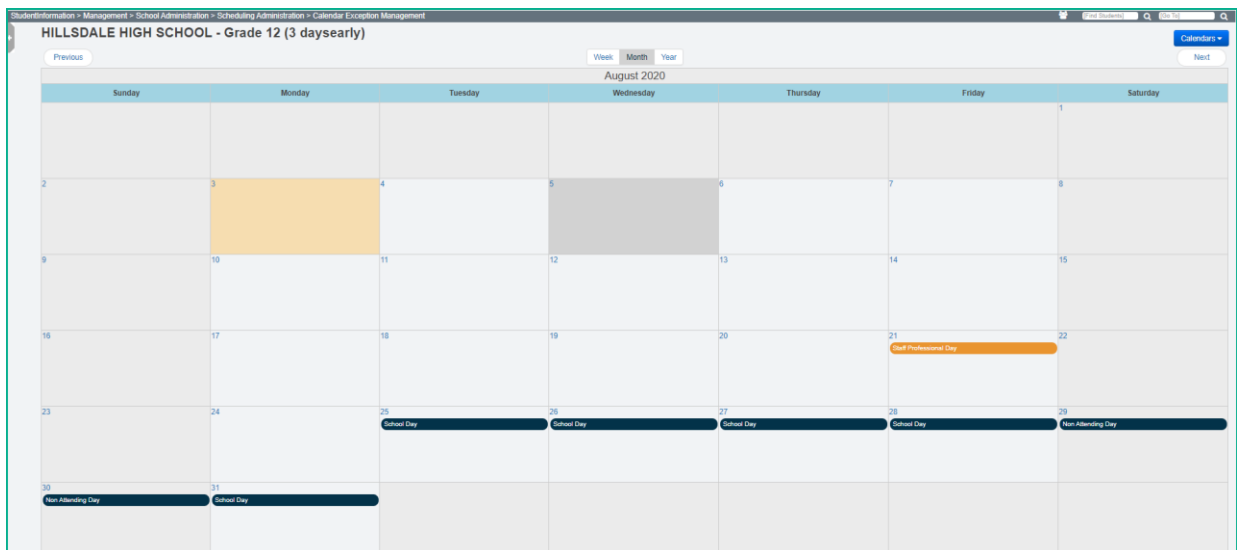 StudentInformation > Management > School Administration > Scheduling Administration > Calendar Exception Management [Find Students] [Go To]
HILLSDALE HIGH SCHOOL - Grade 12 (3 daysearly)
Calendars
Previous Week Month Year Next
August 2020
Sunday Monday Tuesday Wednesday Thursday Friday Saturday
1
2 3 4 5 6 7 8
9 10 11 12 13 14 15
16 17 18 19 20 21 22
Staff Professional Day
23 24 25 26 27 28 29
School Day School Day School Day School Day Non Attending Day
30 31
Non Attending Day School Day